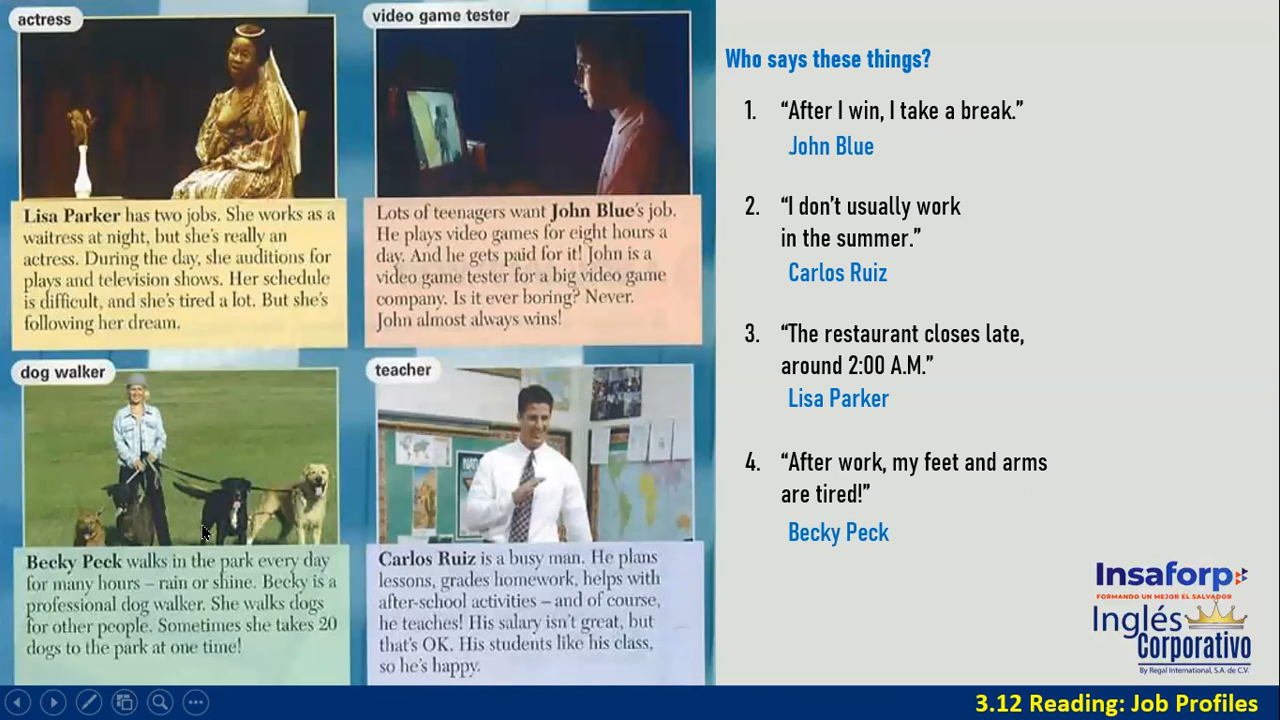 actress
Lisa Parker has two jobs. She works as a
waitress at night, but she's really an
actress. During the day, she auditions for
plays and television shows. Her schedule
is difficult, and she's tired a lot. But she's
following her dream.
video game tester
Lots of teenagers want John Blue's job.
He plays video games for eight hours a
day. And he gets paid for it! John is a
video game tester for a big video game
company. Is it ever boring? Never.
John almost always wins!
dog walker
Becky Peck walks in the park every day
for many hours – rain or shine. Becky is a
professional dog walker. She walks dogs
for other people. Sometimes she takes 20
dogs to the park at one time!
teacher
Carlos Ruiz is a busy man. He plans
lessons, grades homework, helps with
after-school activities – and of course,
he teaches! His salary isn't great, but
that's OK. His students like his class,
so he's happy.
Who says these things?
1. “After I win, I take a break.”
John Blue
2. “I don’t usually work
in the summer.”
Carlos Ruiz
3. “The restaurant closes late,
around 2:00 A.M.”
Lisa Parker
4. “After work, my feet and arms
are tired!”
Becky Peck
Insaforp
FORMANDO UN MEJOR EL SALVADOR
Inglés
Corporativo
By Regal International, S.A. de C.V.
3.12 Reading: Job Profiles